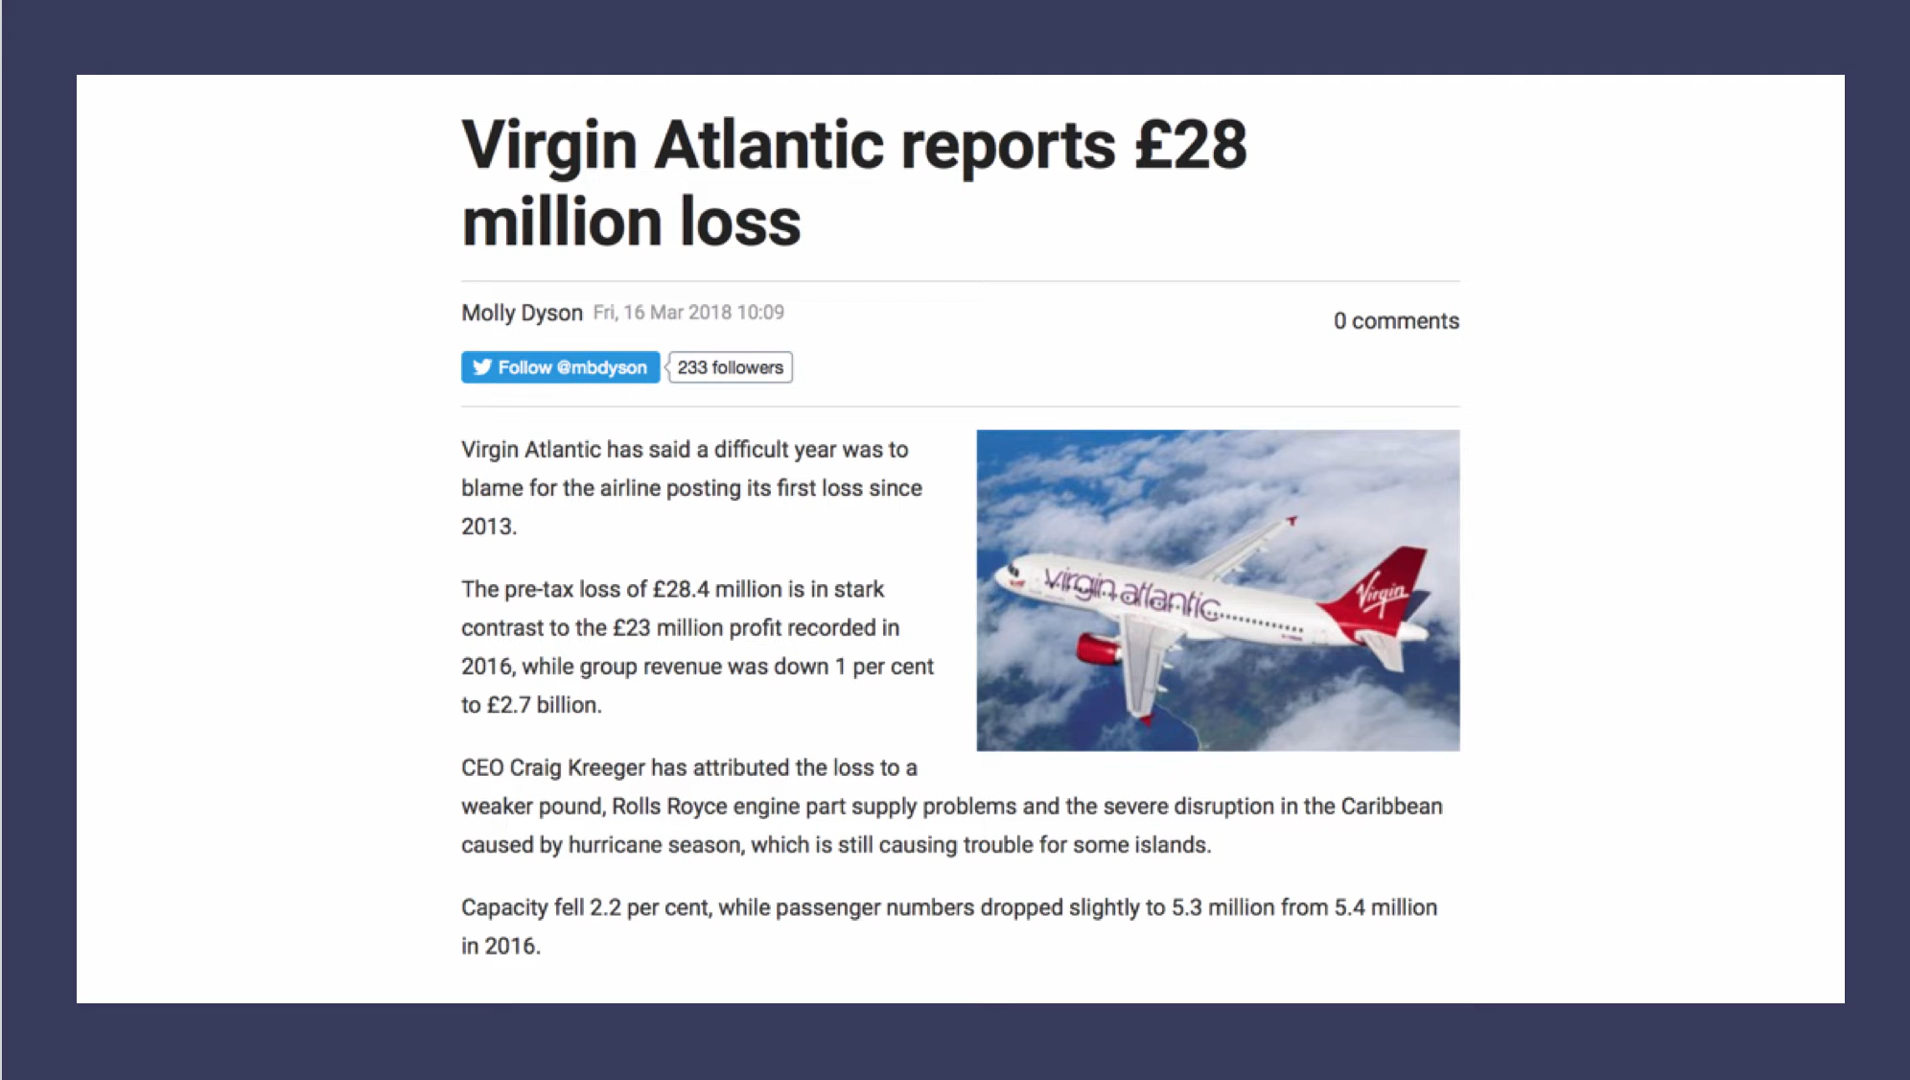 Virgin Atlantic reports £28
million loss
Molly Dyson Fri, 16 Mar 2018 10:09
0 comments
Follow @mbdyson 233 followers
Virgin Atlantic has said a difficult year was to
blame for the airline posting its first loss since
2013.
The pre-tax loss of £28.4 million is in stark
contrast to the £23 million profit recorded in
2016, while group revenue was down 1 per cent
to £2.7 billion.
virgin atlantic
Virgin
CEO Craig Kreeger has attributed the loss to a
weaker pound, Rolls Royce engine part supply problems and the severe disruption in the Caribbean
caused by hurricane season, which is still causing trouble for some islands.
Capacity fell 2.2 per cent, while passenger numbers dropped slightly to 5.3 million from 5.4 million
in 2016.